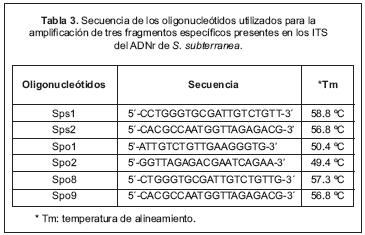 Tabla 3. Secuencia de los oligonucleótidos utilizados para la
amplificación de tres fragmentos específicos presentes en los ITS
del ADNr de S. subterranea.
Oligonucleótidos Secuencia *Tm
Sps1 5´-CCTGGGTGCGATTGTCTGTT-3´ 58.8 ºC
Sps2 5´-CACGCCAATGGTTAGAGACG-3´ 56.8 ºC
Spo1 5´-ATTGTCTGTTGAAGGGTG-3´ 50.4 ºC
Spo2 5´-GGTTAGAGACGAATCAGAA-3´ 49.4 ºC
Spo8 5´-CTGGGTGCGATTGTCTGTTG-3´ 57.3 ºC
Spo9 5´-CACGCCAATGGTTAGAGACG-3´ 56.8 ºC
* Tm: temperatura de alineamiento.